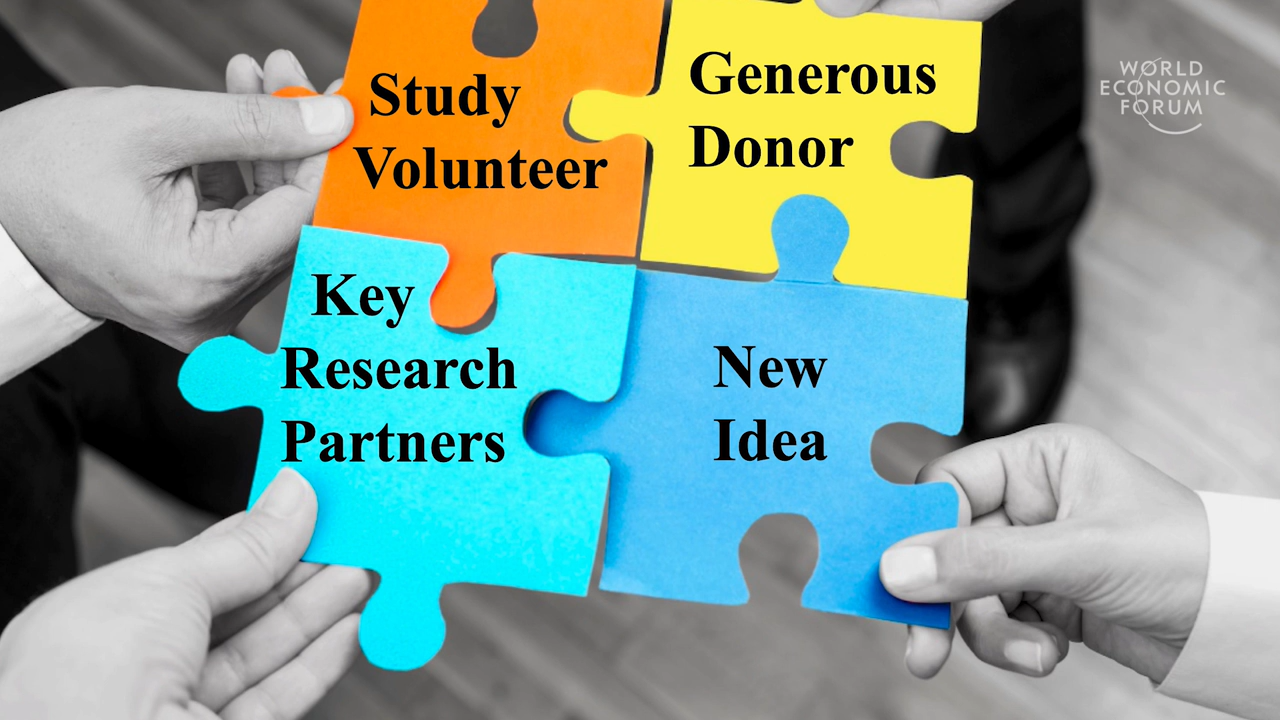 Study
Volunteer
Generous
Donor
Key
Research
Partners
New
Idea
WORLD
ECONOMIC
FORUM